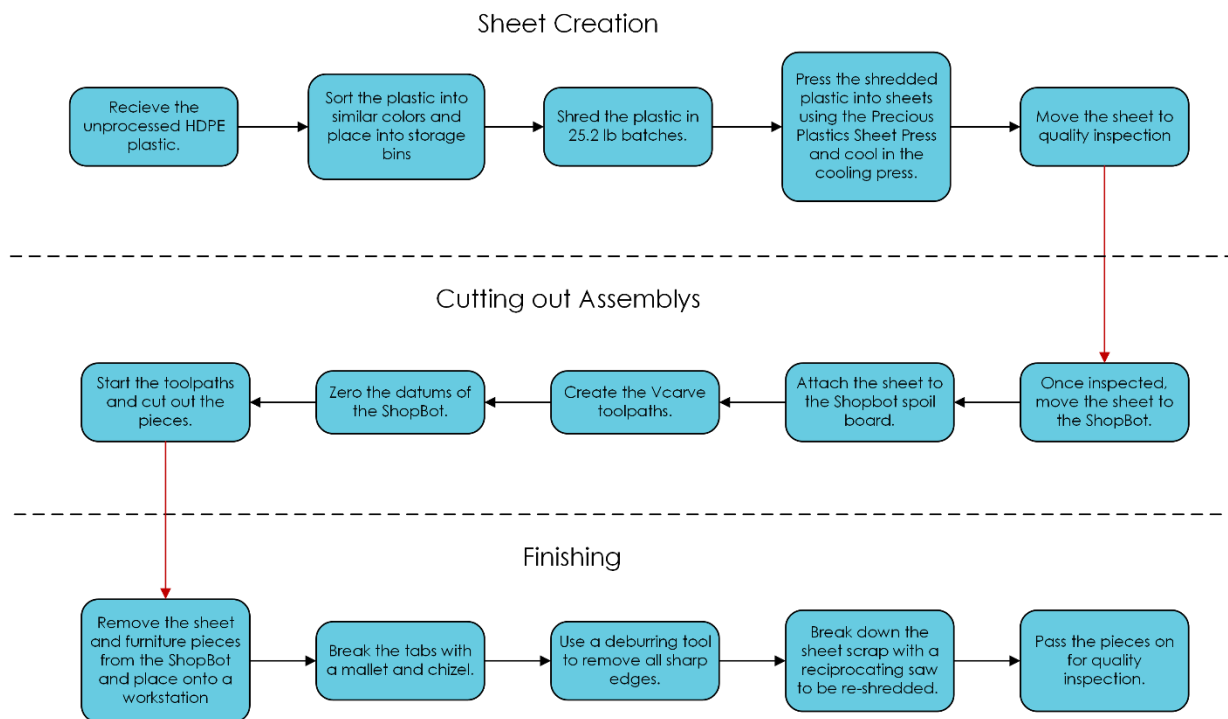 Sheet Creation
Recieve the
unprocessed HDPE
plastic.
Sort the plastic into
similar colors and
place into storage
bins
Shred the plastic in
25.2 lb batches.
Press the shredded
plastic into sheets
using the Precious
Plastics Sheet Press
and cool in the
cooling press.
Move the sheet to
quality inspection
Cutting out Assemblys
Start the toolpaths
and cut out the
pieces.
Zero the datums of
the ShopBot.
Create the Vcarve
toolpaths.
Attach the sheet to
the Shopbot spoil
board.
Once inspected,
move the sheet to
the ShopBot.
Finishing
Remove the sheet
and furniture pieces
from the ShopBot
and place onto a
workstation
Break the tabs with
a mallet and chizel.
Use a deburring tool
to remove all sharp
edges.
Break down the
sheet scrap with a
reciprocating saw
to be re-shredded.
Pass the pieces on
for quality
inspection.